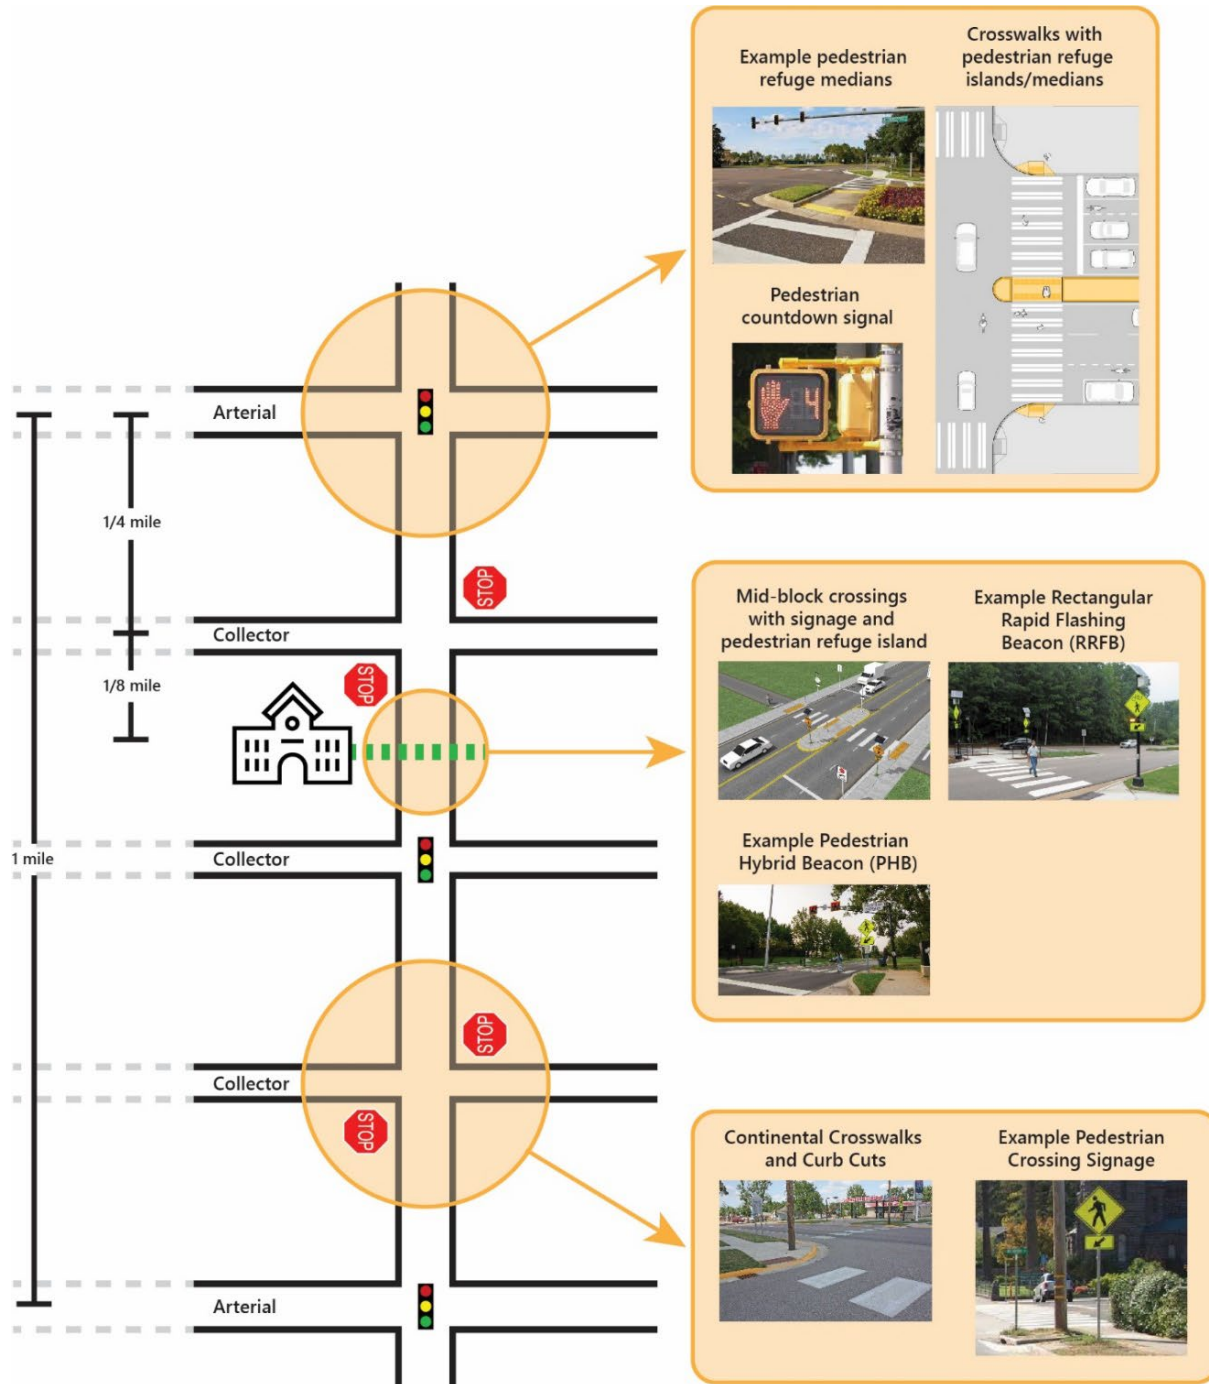 Example pedestrian
refuge medians
Crosswalks with
pedestrian refuge
islands/medians
Pedestrian
countdown signal
4
Arterial
1/4 mile
STOP
Collector
1/8 mile
STOP
Mid-block crossings
with signage and
pedestrian refuge island
Example Rectangular
Rapid Flashing
Beacon (RRFB)
Example Pedestrian
Hybrid Beacon (PHB)
1 mile
Collector
STOP
Collector
STOP
Continental Crosswalks
and Curb Cuts
Example Pedestrian
Crossing Signage
Arterial